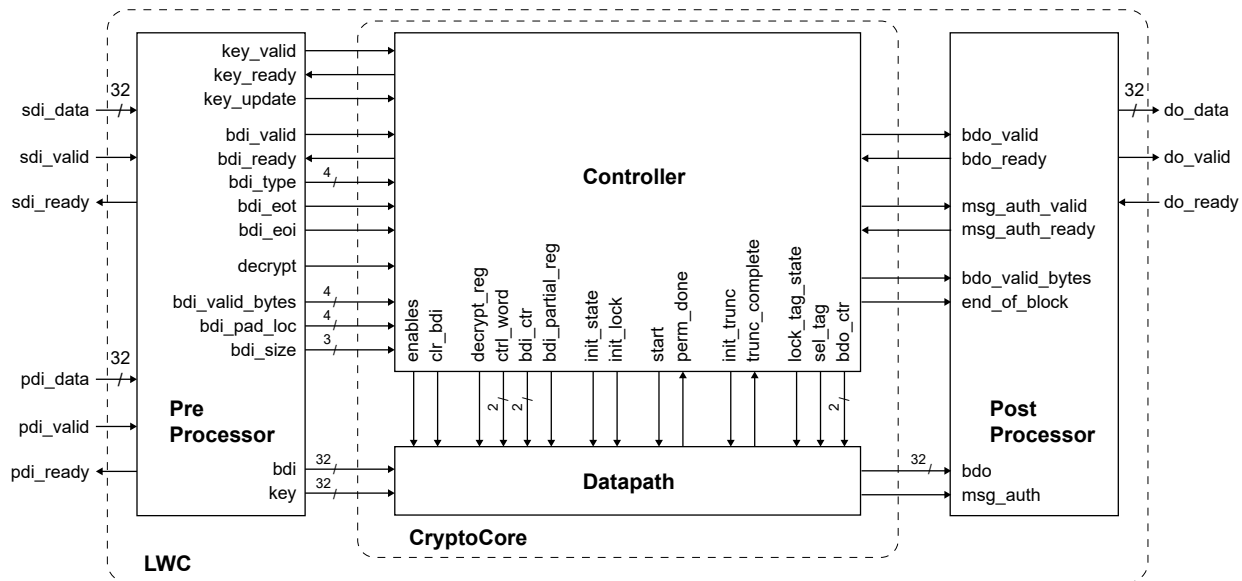 key_valid
key_ready
key_update
32
sdi_data
sdi_valid
sdi_ready
bdi_valid
bdi_ready
4
bdi_type
bdi_eot
bdi_eoi
decrypt
4
bdi_valid_bytes
4
bdi_pad_loc
3
bdi_size
32
pdi_data
pdi_valid
pdi_ready
Pre
Processor
32
bdi
32
key
LWC
Controller
enables
clr_bdi
decrypt_reg
ctrl_word
bdi_ctr
bdi_partial_reg
init_state
init_lock
start
perm_done
init_trunc
trunc_complete
lock_tag_state
sel_tag
bdo_ctr
2
2
2
Datapath
CryptoCore
bdo_valid
bdo_ready
msg_auth_valid
msg_auth_ready
bdo_valid_bytes
end_of_block
Post
Processor
32
bdo
msg_auth
32
do_data
do_valid
do_ready